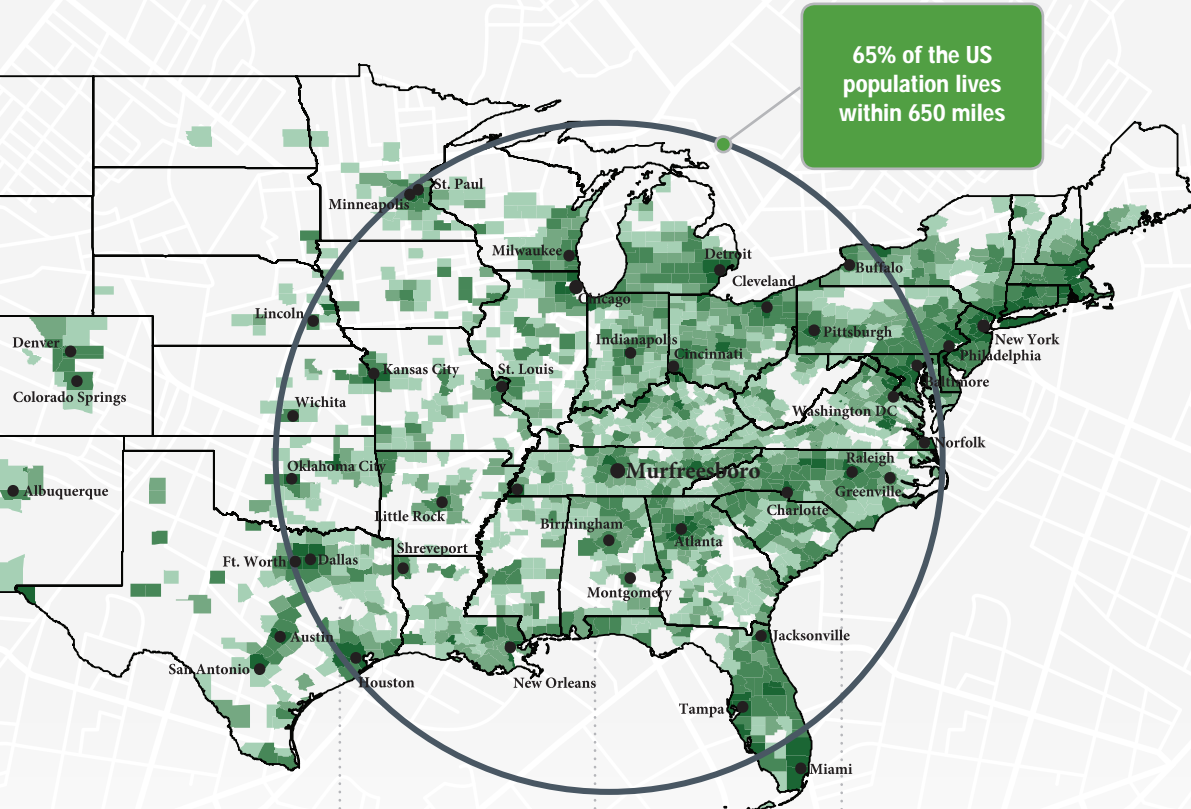 65% of the US
population lives
within 650 miles
St. Paul
Minneapolis
Milwaukee
Detroit
Buffalo
Cleveland
Chicago
Lincoln
Pittsburgh
New York
Denver
Indianapolis
Cincinnati
Philadelphia
Kansas City
St. Louis
Baltimore
Colorado Springs
Wichita
Washington DC
Norfolk
Raleigh
Oklahoma City
Murfreesboro
Albuquerque
Greenville
Little Rock
Charlotte
Birmingham
Atlanta
Shreveport
Ft. Worth
Dallas
Montgomery
Austin
Jacksonville
San Antonio
Houston
New Orleans
Tampa
Miami